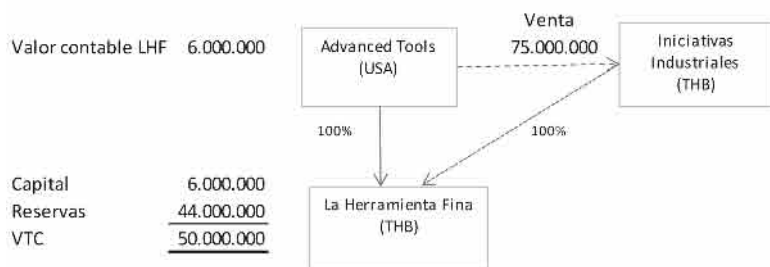 Venta
Valor contable LHF 6.000.000
Advanced Tools
(USA)
75.000.000
Iniciativas
Industriales
(THB)
100%
100%
Capital 6.000.000
Reservas 44.000.000
VTC 50.000.000
La Herramienta Fina
(THB)